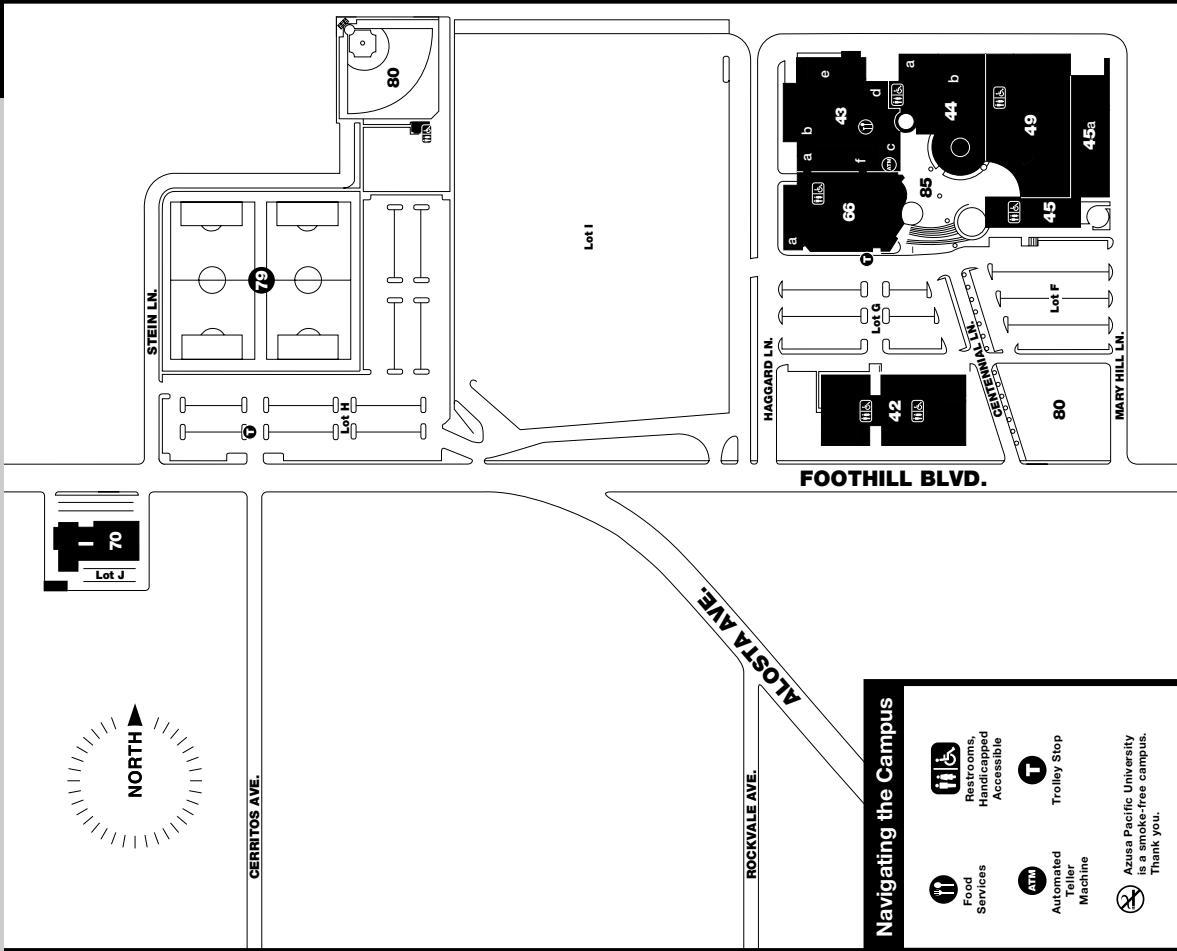 80
79
STEIN LN.
Lot H
T
Lot I
e
a
b
d
43
44
b
49
45a
b
a
f
c
ATM
85
66
45
a
T
Lot G
Lot F
HAGGARD LN.
CENTENNIAL LN.
MARY HILL LN.
42
80
FOOTHILL BLVD.
70
Lot J
ALOSTA AVE.
NORTH
CERRITOS AVE.
ROCKVALE AVE.
Navigating the Campus
Food
Services
Restrooms,
Handicapped
Accessible
ATM
Automated
Teller
Machine
T
Trolley Stop
Azusa Pacific University
is a smoke-free campus.
Thank you.